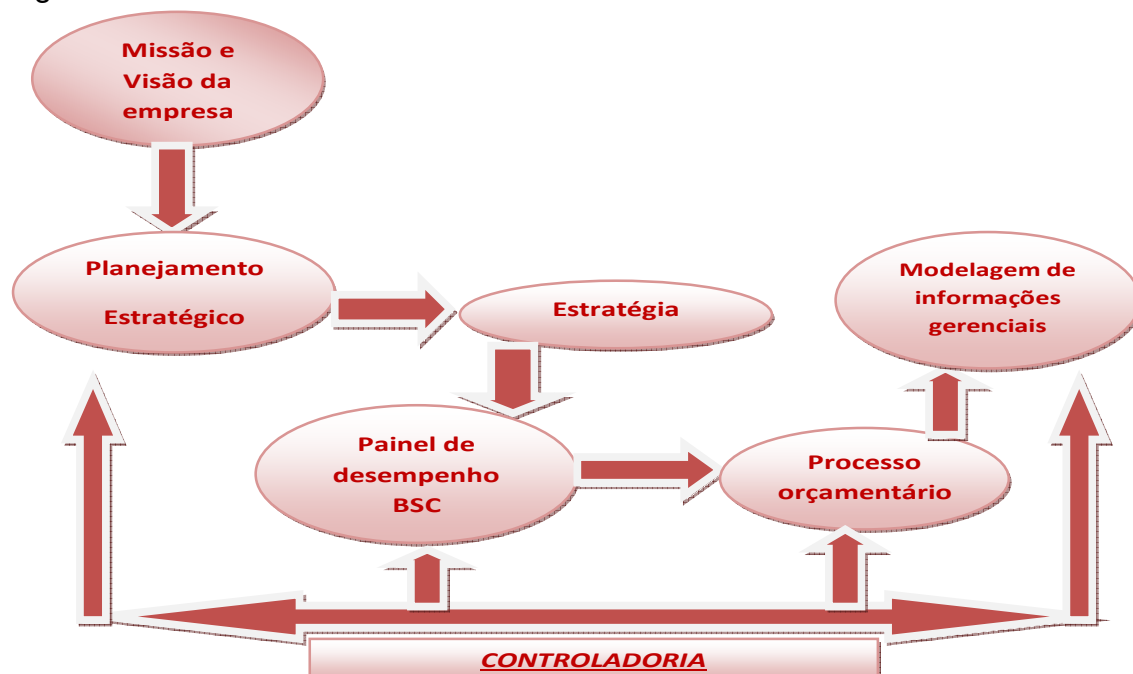 Missão e
Visão da
empresa
Planejamento
Estratégico
Estratégia
Modelagem de
informações
gerenciais
Painel de
desempenho
BSC
Processo
orçamentário
CONTROLADORIA